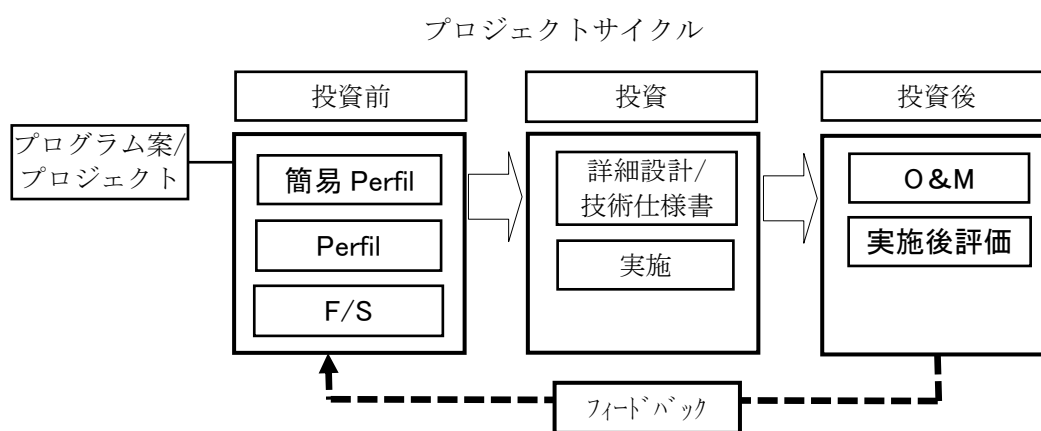 プロジェクトサイクル
投資前
投資
投資後
プログラム案/
プロジェクト
簡易 Perfil
Perfil
F/S
詳細設計/
技術仕様書
実施
O&M
実施後評価
フィードバック